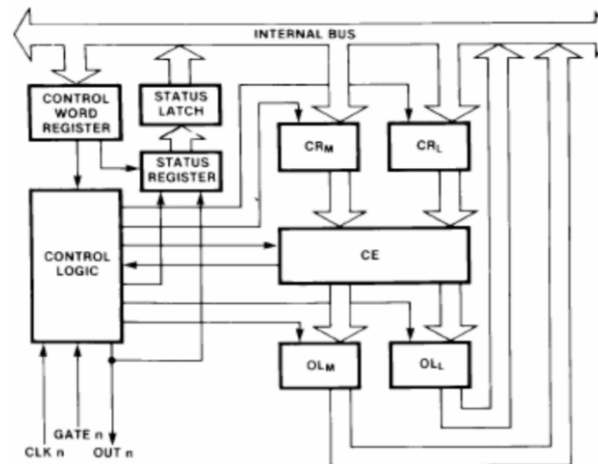 INTERNAL BUS
CONTROL
WORD
REGISTER
STATUS
LATCH
STATUS
REGISTER
CRM
CRL
CONTROL
LOGIC
CE
OLM
OLL
GATE n
CLK n
OUT n